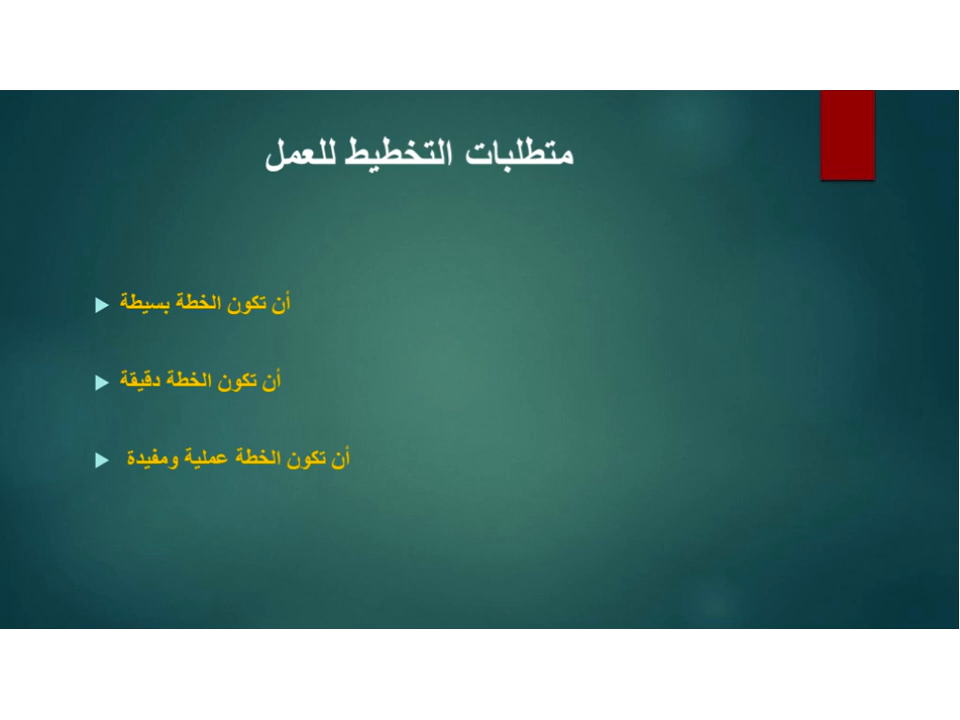 متطلبات التخطيط للعمل
أن تكون الخطة بسيطة
أن تكون الخطة دقيقة
أن تكون الخطة عملية ومفيدة